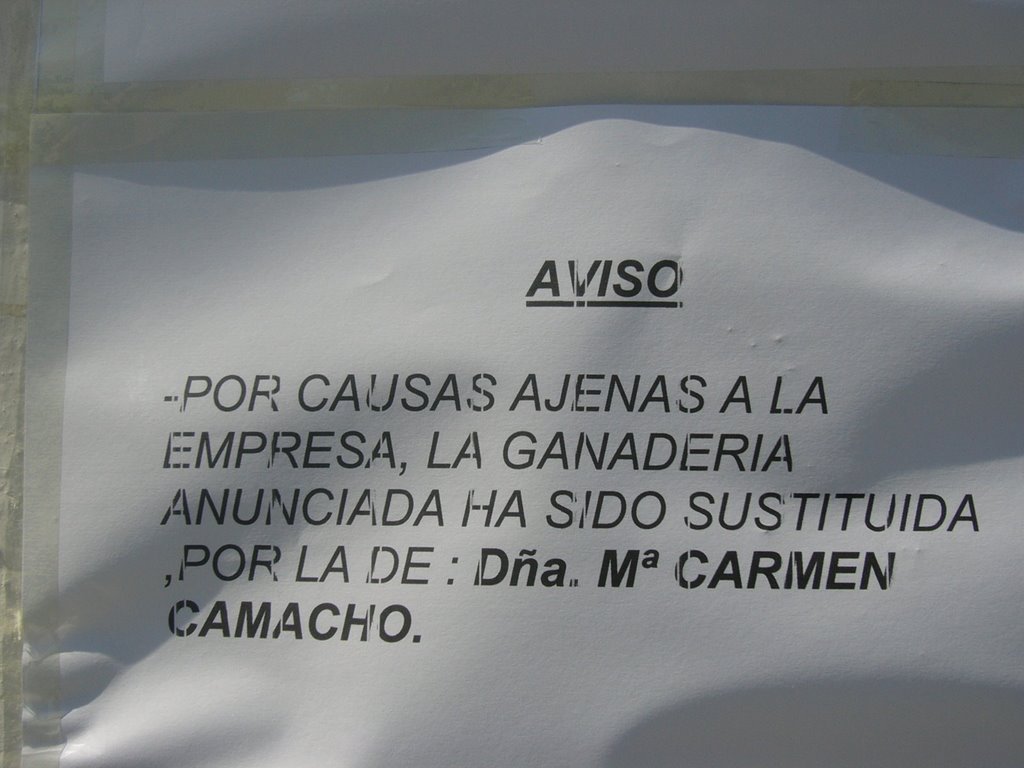 AVISO
-POR CAUSAS AJENAS A LA
EMPRESA, LA GANADERIA
ANUNCIADA HA SIDO SUSTITUIDA
,POR LA DE : Dña. Mª CARMEN
CAMACHO.